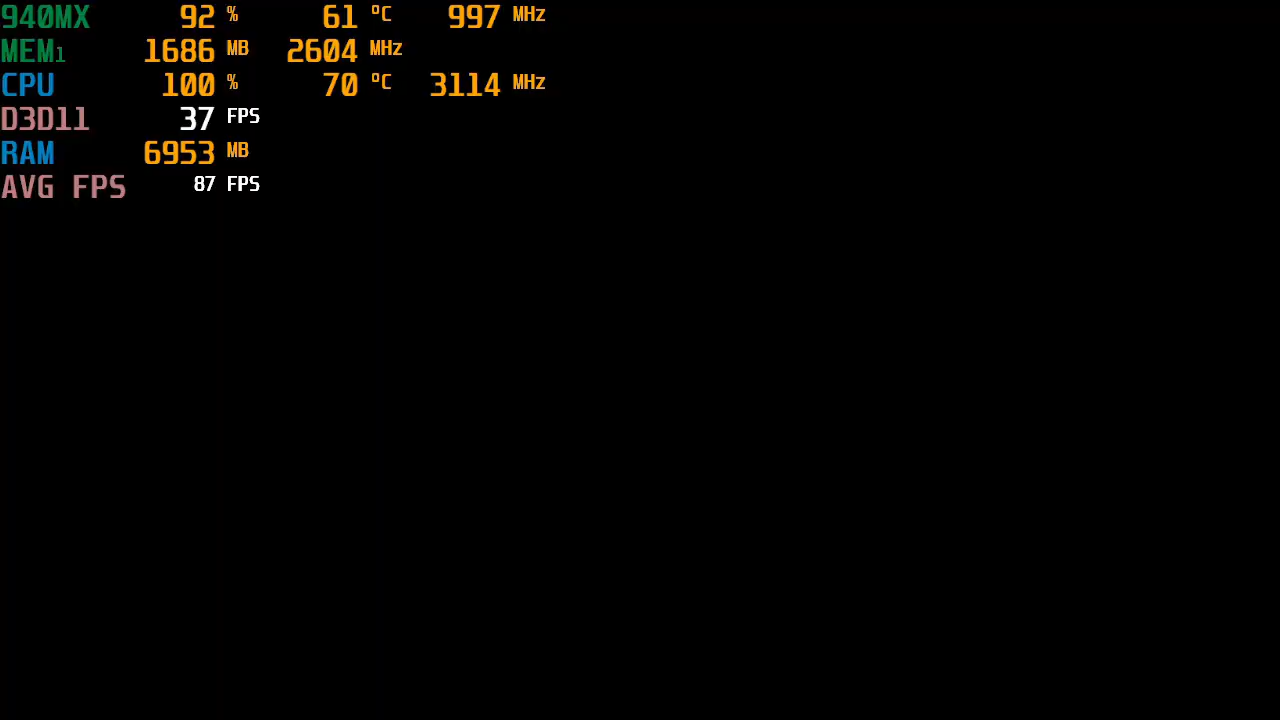 940MX 92 % 61 °C 997 MHz
MEM1 1686 MB 2604 MHz
CPU 100 % 70 °C 3114 MHz
D3D11 37 FPS
RAM 6953 MB
AVG FPS 87 FPS